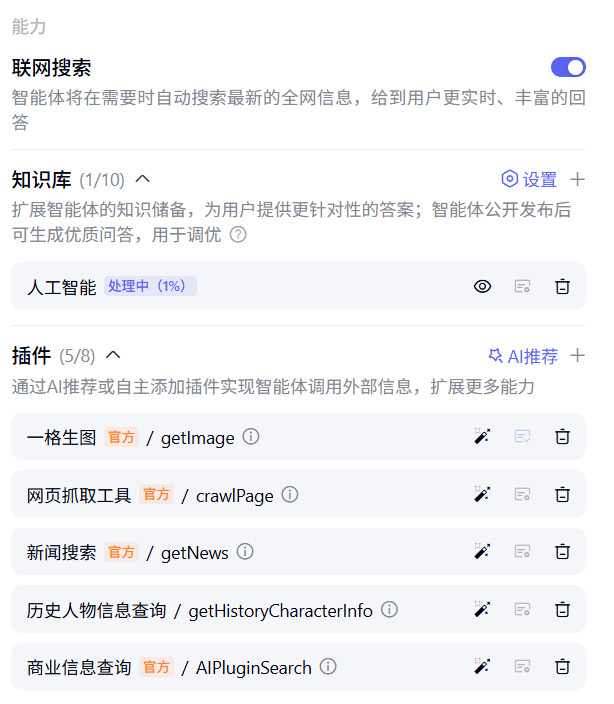 能力
联网搜索
智能体将在需要时自动搜索最新的全网信息，给到用户更实时、丰富的回
答
知识库 (1/10) 设置
扩展智能体的知识储备，为用户提供更针对性的答案；智能体公开发布后
可生成优质问答，用于调优
人工智能 处理中（1%）
插件 (5/8) AI推荐
通过AI推荐或自主添加插件实现智能体调用外部信息，扩展更多能力
一格生图 官方 / getImage
网页抓取工具 官方 / crawlPage
新闻搜索 官方 / getNews
历史人物信息查询 / getHistoryCharacterInfo
商业信息查询 官方 / AIPluginSearch